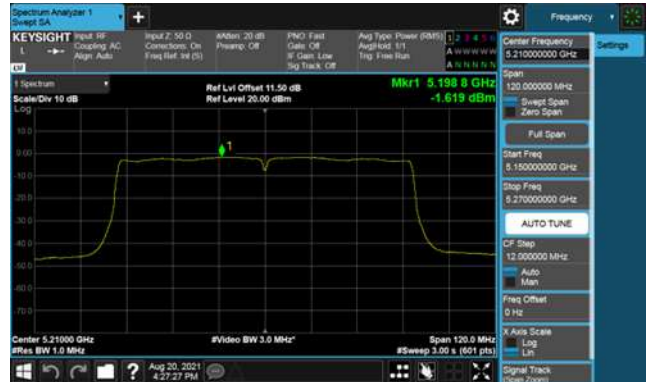 Spectrum Analyzer 1
Swept SA
+
Frequency
KEYSIGHT
Input: RF
Coupling: AC
Align: Auto
Input Z: 50 Ω
Corrections: On
Freq Ref: Int (S)
#Atten: 20 dB
Preamp: Off
PNO: Fast
Gate: Off
IF Gain: Low
Sig Track: Off
Avg Type: Power (RMS)
Avg|Hold: 1/1
Trig: Free Run
1 2 3 4 5 6
A W W W W W
A N N N N N
L
LXI
1 Spectrum
Scale/Div 10 dB
Log
Ref Lvl Offset 11.50 dB
Ref Level 20.00 dBm
Mkr1 5.198 8 GHz
-1.619 dBm
1
10.0
0.00
-10.0
-20.0
-30.0
-40.0
-50.0
-60.0
-70.0
Center 5.21000 GHz
#Res BW 1.0 MHz
#Video BW 3.0 MHz*
Span 120.0 MHz
#Sweep 3.00 s (601 pts)
Aug 20, 2021
4:27:27 PM
?
Center Frequency
5.210000000 GHz
Settings
Span
120.000000 MHz
Swept Span
Zero Span
Full Span
Start Freq
5.150000000 GHz
Stop Freq
5.270000000 GHz
AUTO TUNE
CF Step
12.000000 MHz
Auto
Man
Freq Offset
0 Hz
X Axis Scale
Log
Lin
Signal Track
(Span Zoom)